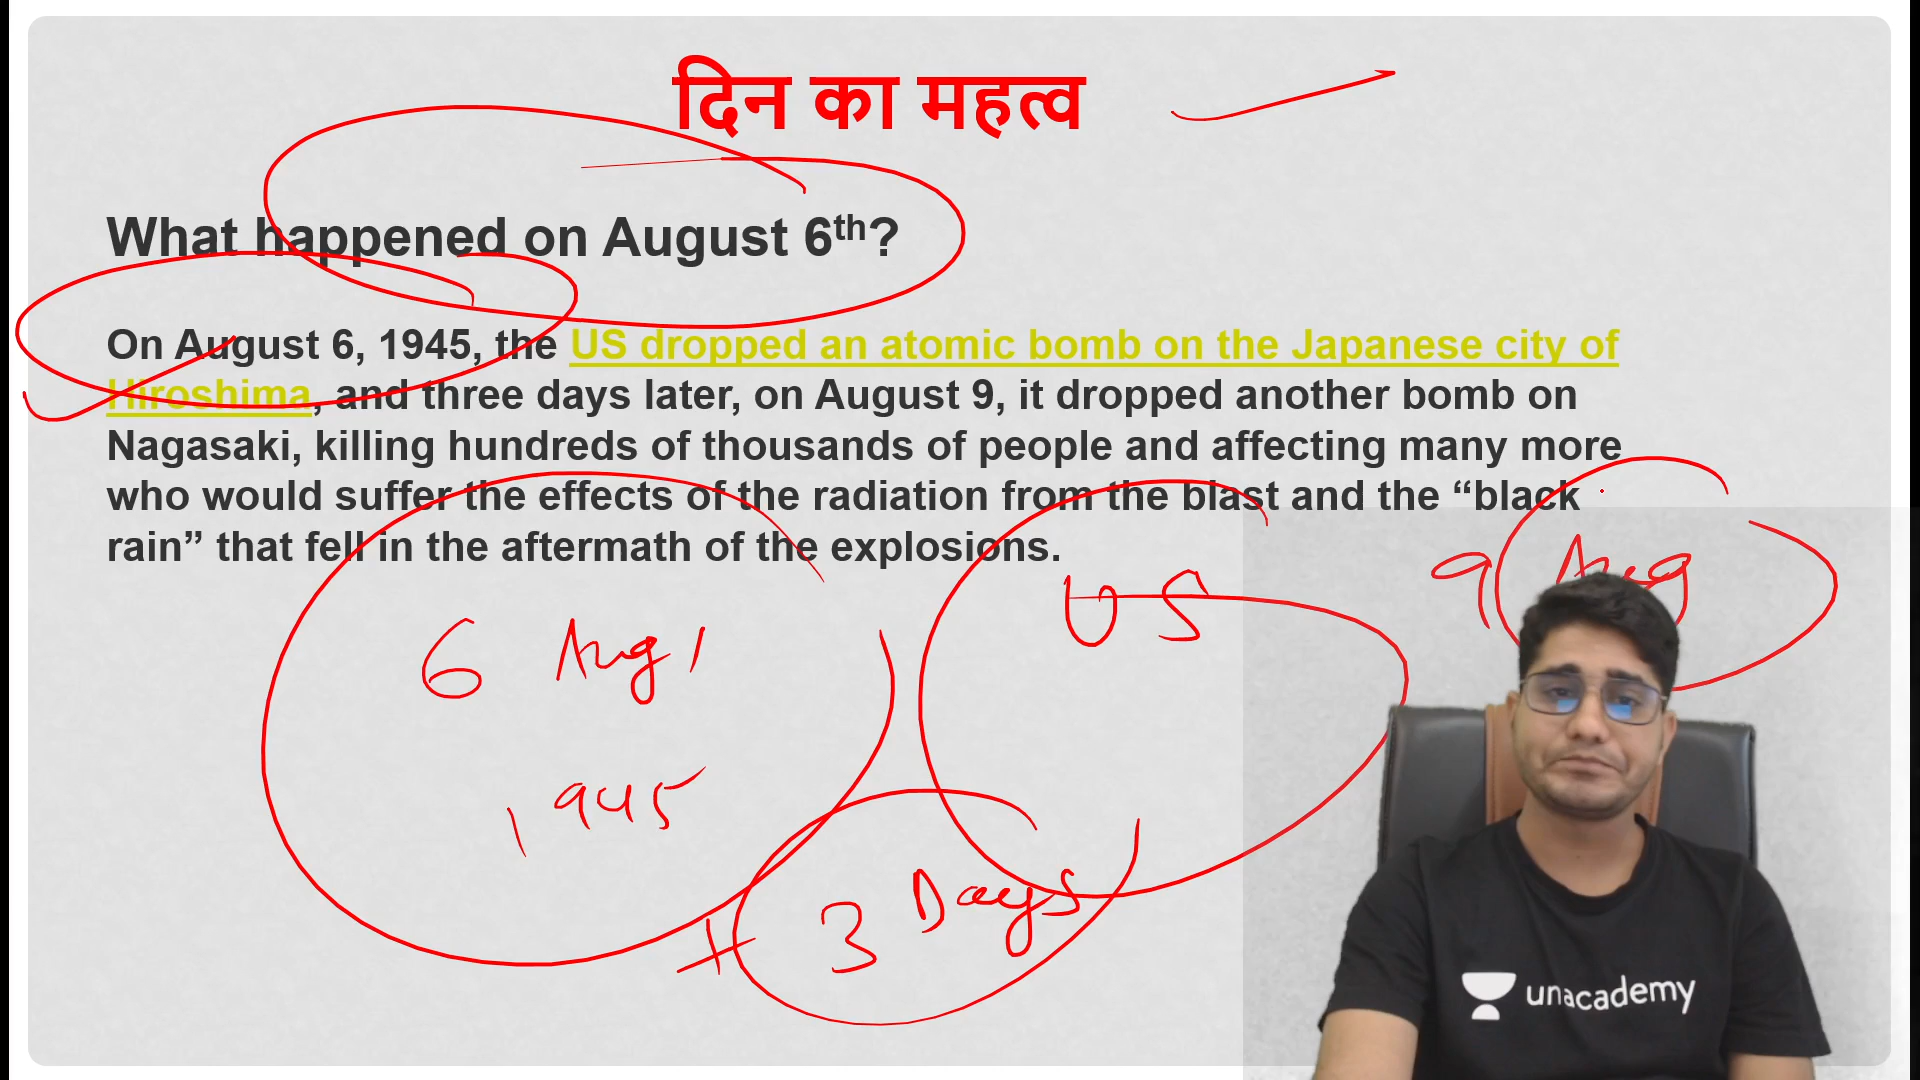 दिन का महत्व
What happened on August 6th?
On August 6, 1945, the US dropped an atomic bomb on the Japanese city of
Hiroshima, and three days later, on August 9, it dropped another bomb on
Nagasaki, killing hundreds of thousands of people and affecting many more
who would suffer the effects of the radiation from the blast and the “black
rain” that fell in the aftermath of the explosions.
9 Aug
US
6 Aug,
1945
+ 3 Days
unacademy